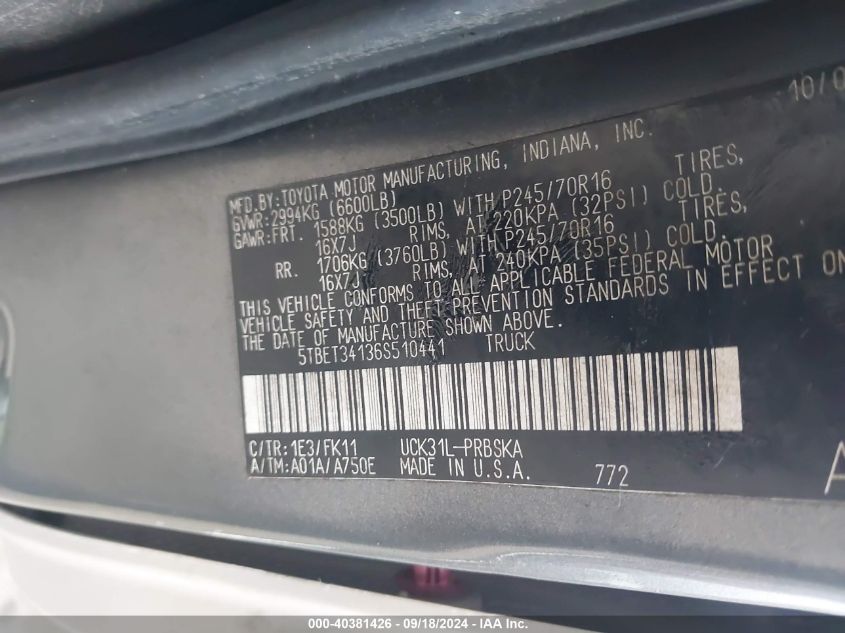 10/0
MFD.BY:TOYOTA MOTOR MANUFACTURING, INDIANA, INC.
GVWR:2994KG (6600LB)
GAWR:FRT. 1588KG (3500LB) WITH P245/70R16 TIRES,
16X7J RIMS, AT 220KPA (32PSI) COLD.
RR. 1706KG (3760LB) WITH P245/70R16 TIRES,
16X7J RIMS, AT 240KPA (35PSI) COLD.
THIS VEHICLE CONFORMS TO ALL APPLICABLE FEDERAL MOTOR
VEHICLE SAFETY AND THEFT PREVENTION STANDARDS IN EFFECT ON
THE DATE OF MANUFACTURE SHOWN ABOVE.
5TBET34136S510441 TRUCK
C/TR:1E3/FK11 UCK31L-PRBSKA
A/TM:A01A/A750E MADE IN U.S.A. 772
A
000-40381426 - 09/18/2024 - IAA Inc.